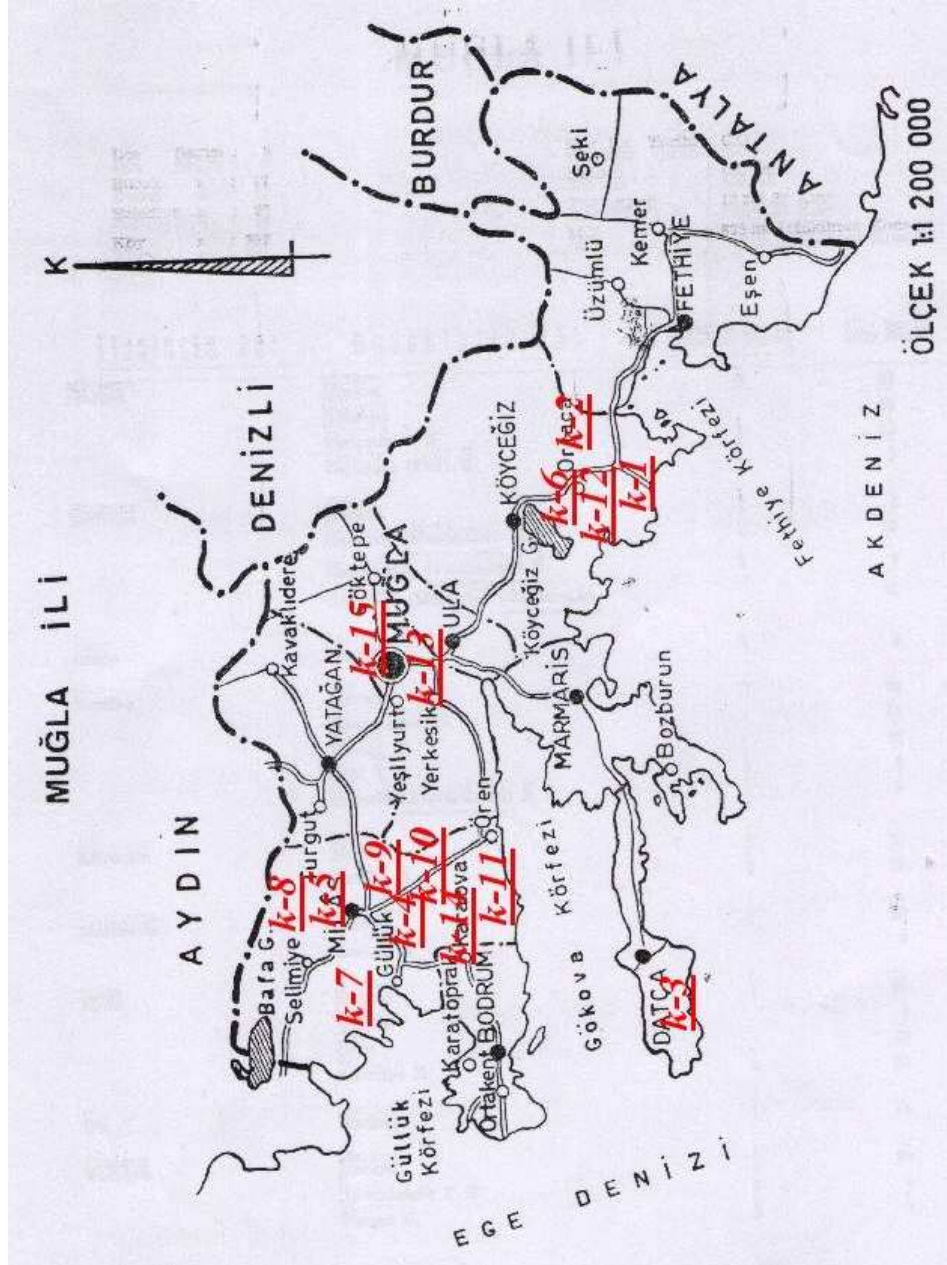 MUĞLA İLİ
K
AYDIN
DENİZLİ
BURDUR
ANTALYA
Bafa G.
Selimiye
k-8
k-5
k-7
Turgut
YATAĞAN
Kavaklıdere
Göktepe
k-15
MUĞLA
Yeşilyurt
Yerkesik
k-13
ULA
Güllük
k-9
k-4
k-10
Karaova
k-11
Ören
Karatoprak
BODRUM
Ortakent
Güllük
Körfezi
KÖYCEĞİZ
Köyceğiz G.
k-6
Ortaca
k-2
k-12
k-1
Üzümlü
Kemer
Seki
FETHİYE
Eşen
MARMARİS
Bozburun
Gökova Körfezi
DATÇA
k-3
Fethiye Körfezi
AKDENİZ
EGE DENİZİ
ÖLÇEK 1:1 200 000